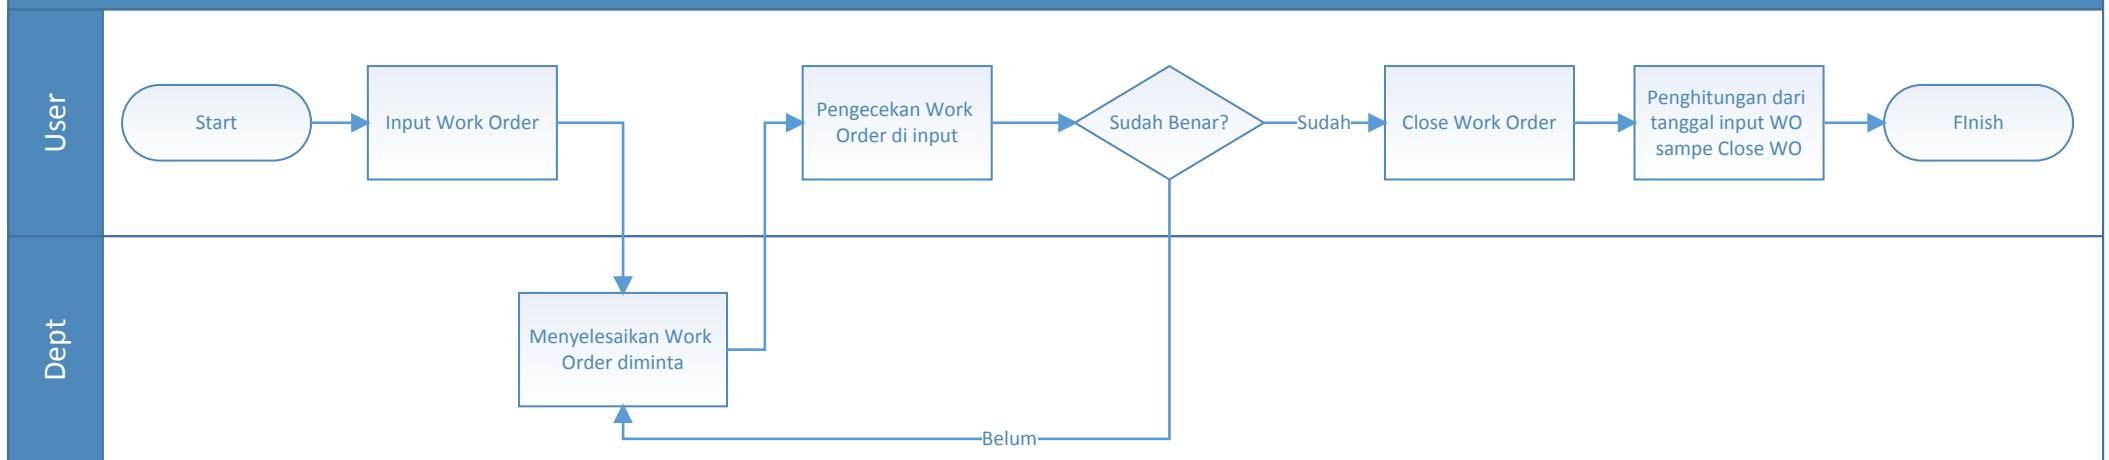 User
Start
Input Work Order
Pengecekan Work
Order di input
Sudah Benar?
Sudah
Close Work Order
Penghitungan dari
tanggal input WO
sampe Close WO
FInish
Dept
Menyelesaikan Work
Order diminta
Belum